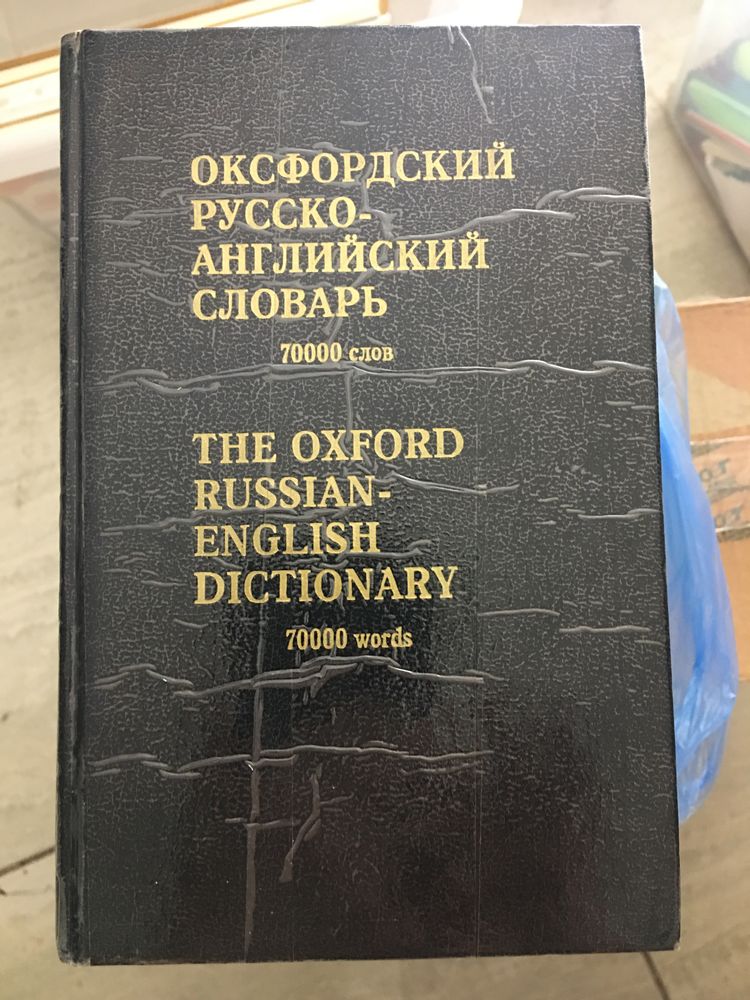 ОКСФОРДСКИЙ
РУССКО-
АНГЛИЙСКИЙ
СЛОВАРЬ
70000 слов
THE OXFORD
RUSSIAN-
ENGLISH
DICTIONARY
70000 words